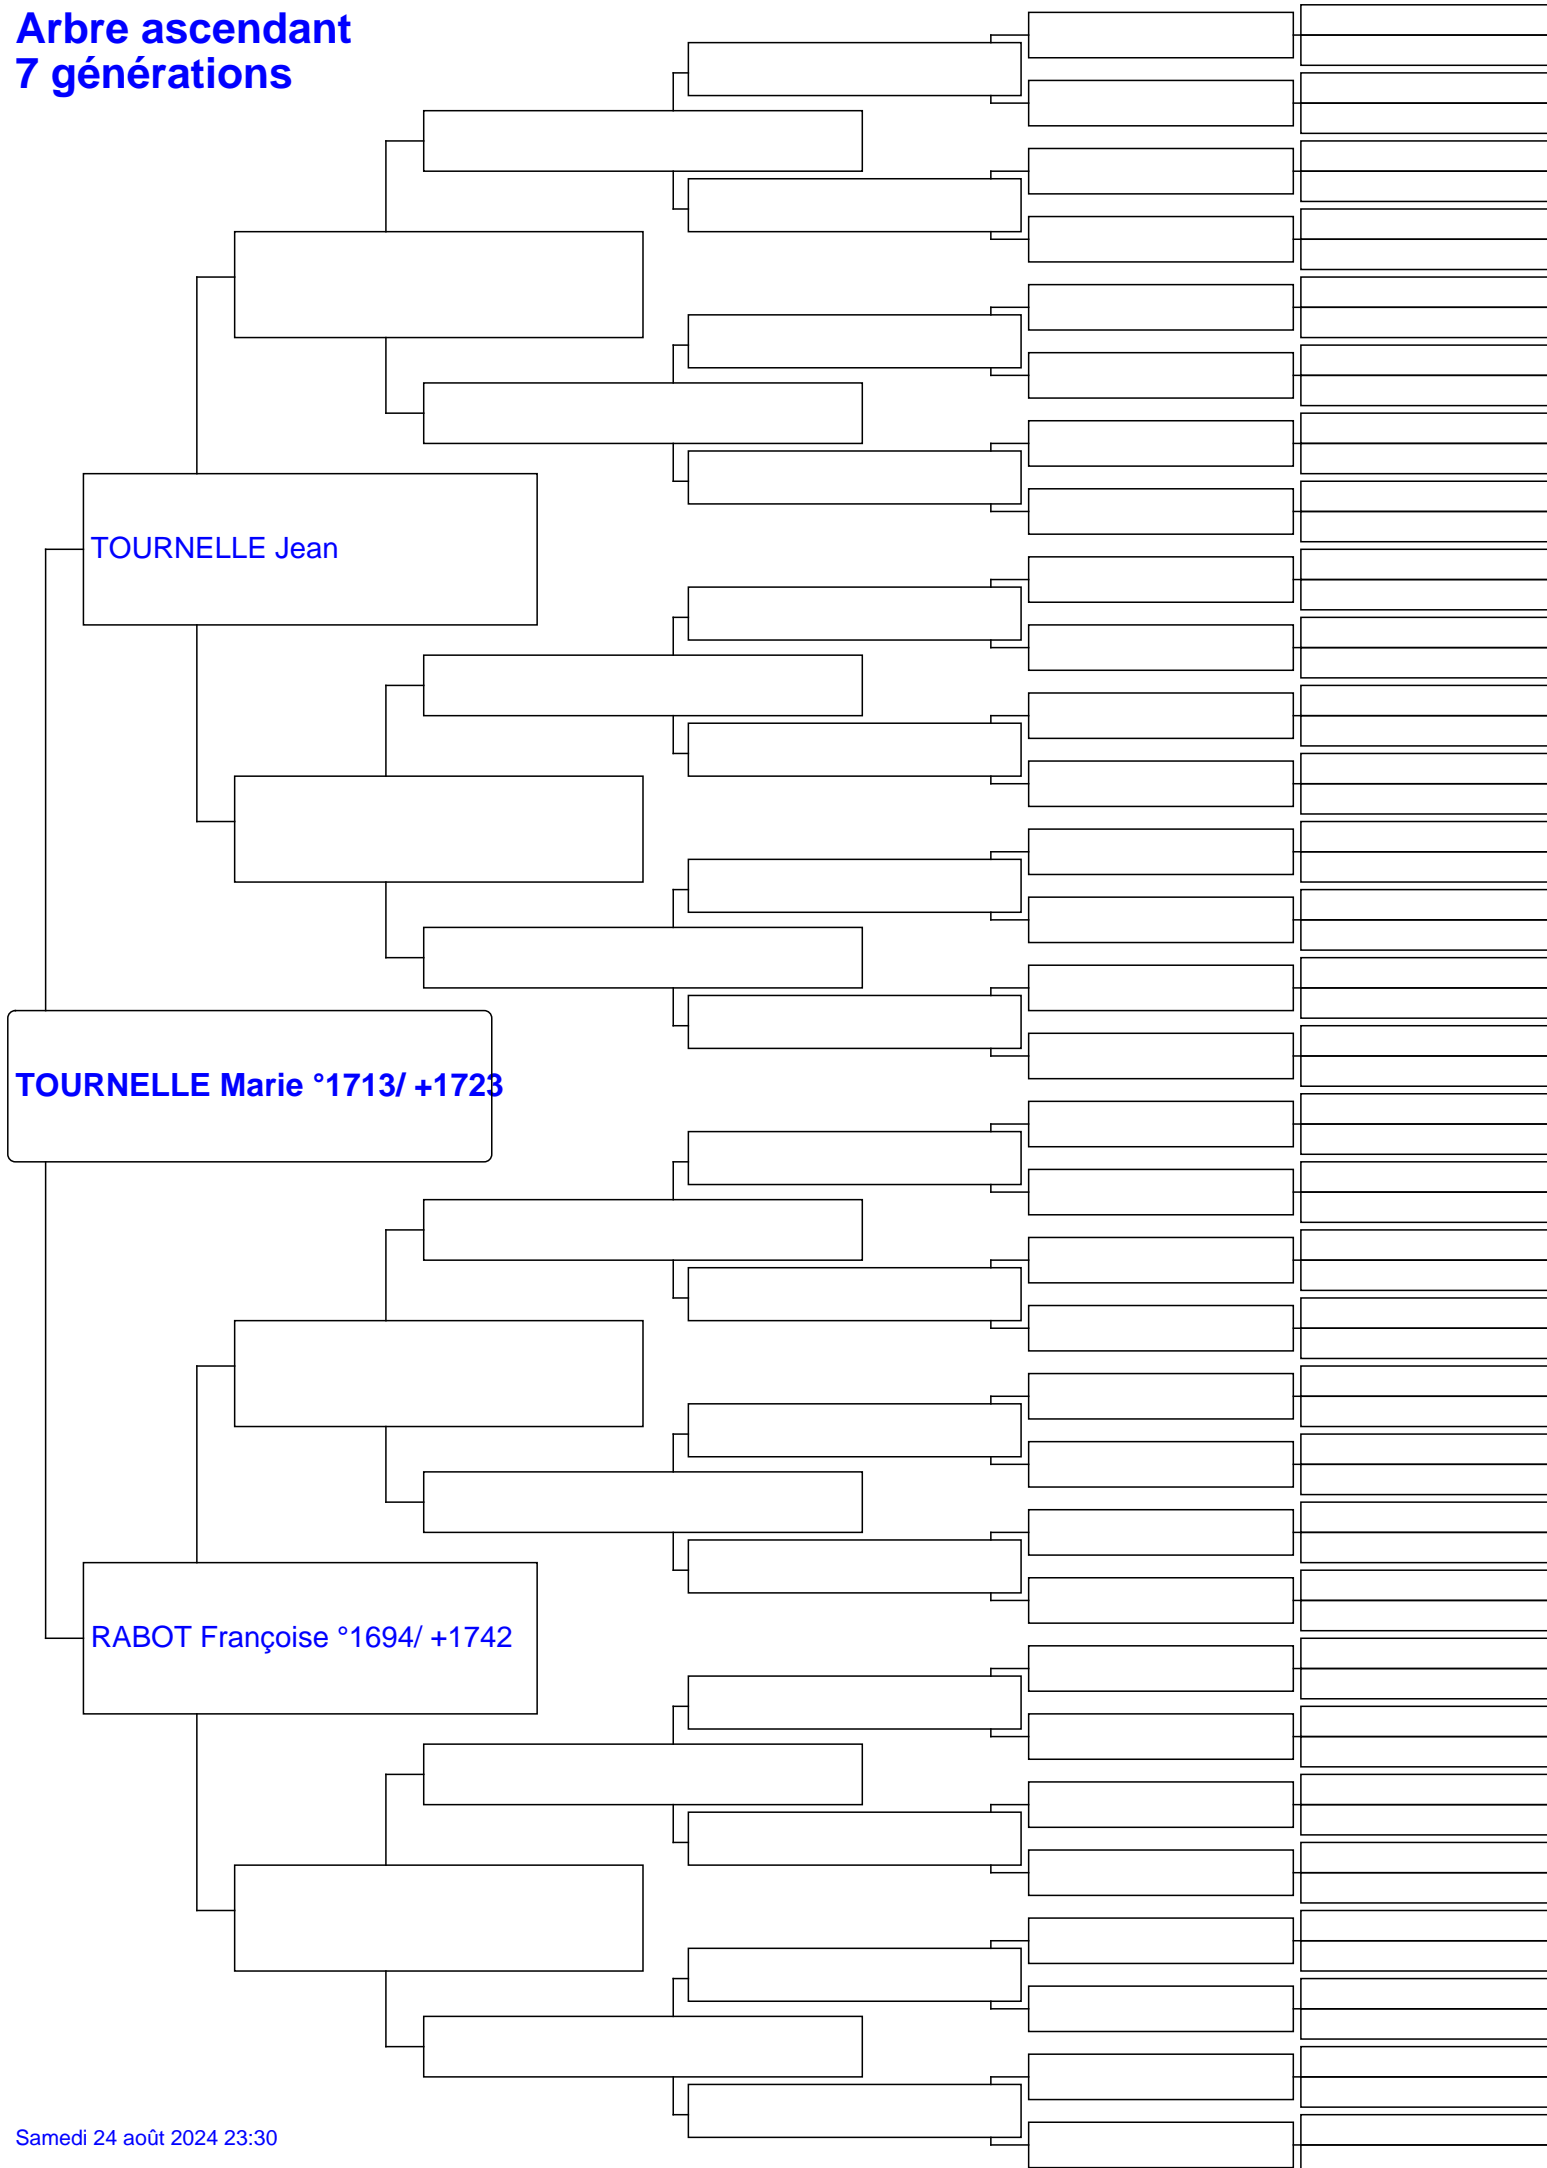 Arbre ascendant
7 générations
TOURNELLE Jean
TOURNELLE Marie °1713/ +1723
RABOT Françoise °1694/ +1742
Samedi 24 août 2024 23:30